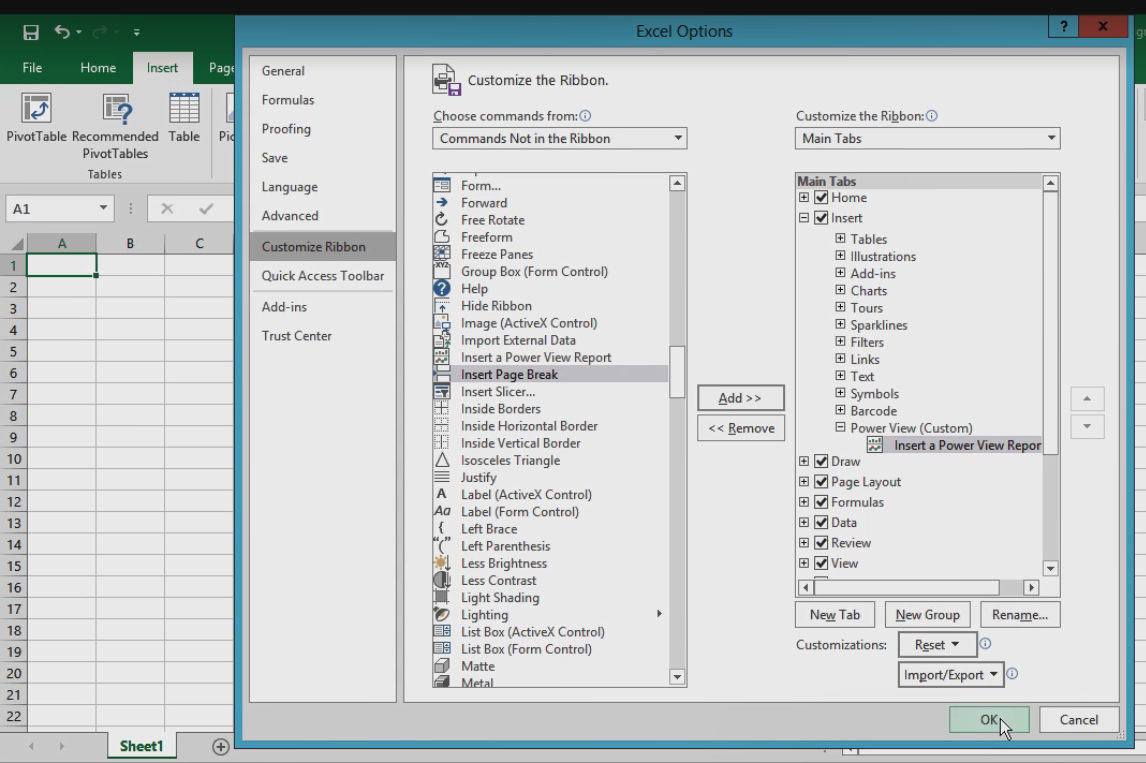 Excel Options
?
X
File
Home
Insert
Page
PivotTable
Recommended
PivotTables
Table
Tables
A1
A
B
C
1
2
3
4
5
6
7
8
9
10
11
12
13
14
15
16
17
18
19
20
21
22
Sheet1
General
Formulas
Proofing
Save
Language
Advanced
Customize Ribbon
Quick Access Toolbar
Add-ins
Trust Center
Customize the Ribbon.
Choose commands from:
Commands Not in the Ribbon
Form...
Forward
Free Rotate
Freeform
Freeze Panes
Group Box (Form Control)
Help
Hide Ribbon
Image (ActiveX Control)
Import External Data
Insert a Power View Report
Insert Page Break
Insert Slicer...
Inside Borders
Inside Horizontal Border
Inside Vertical Border
Isosceles Triangle
Justify
Label (ActiveX Control)
Label (Form Control)
Left Brace
Left Parenthesis
Less Brightness
Less Contrast
Light Shading
Lighting
List Box (ActiveX Control)
List Box (Form Control)
Matte
Metal
Add >>
<< Remove
Customize the Ribbon:
Main Tabs
Main Tabs
Home
Insert
Tables
Illustrations
Add-ins
Charts
Tours
Sparklines
Filters
Links
Text
Symbols
Barcode
Power View (Custom)
Insert a Power View Repor
Draw
Page Layout
Formulas
Data
Review
View
New Tab
New Group
Rename...
Customizations:
Reset
Import/Export
OK
Cancel